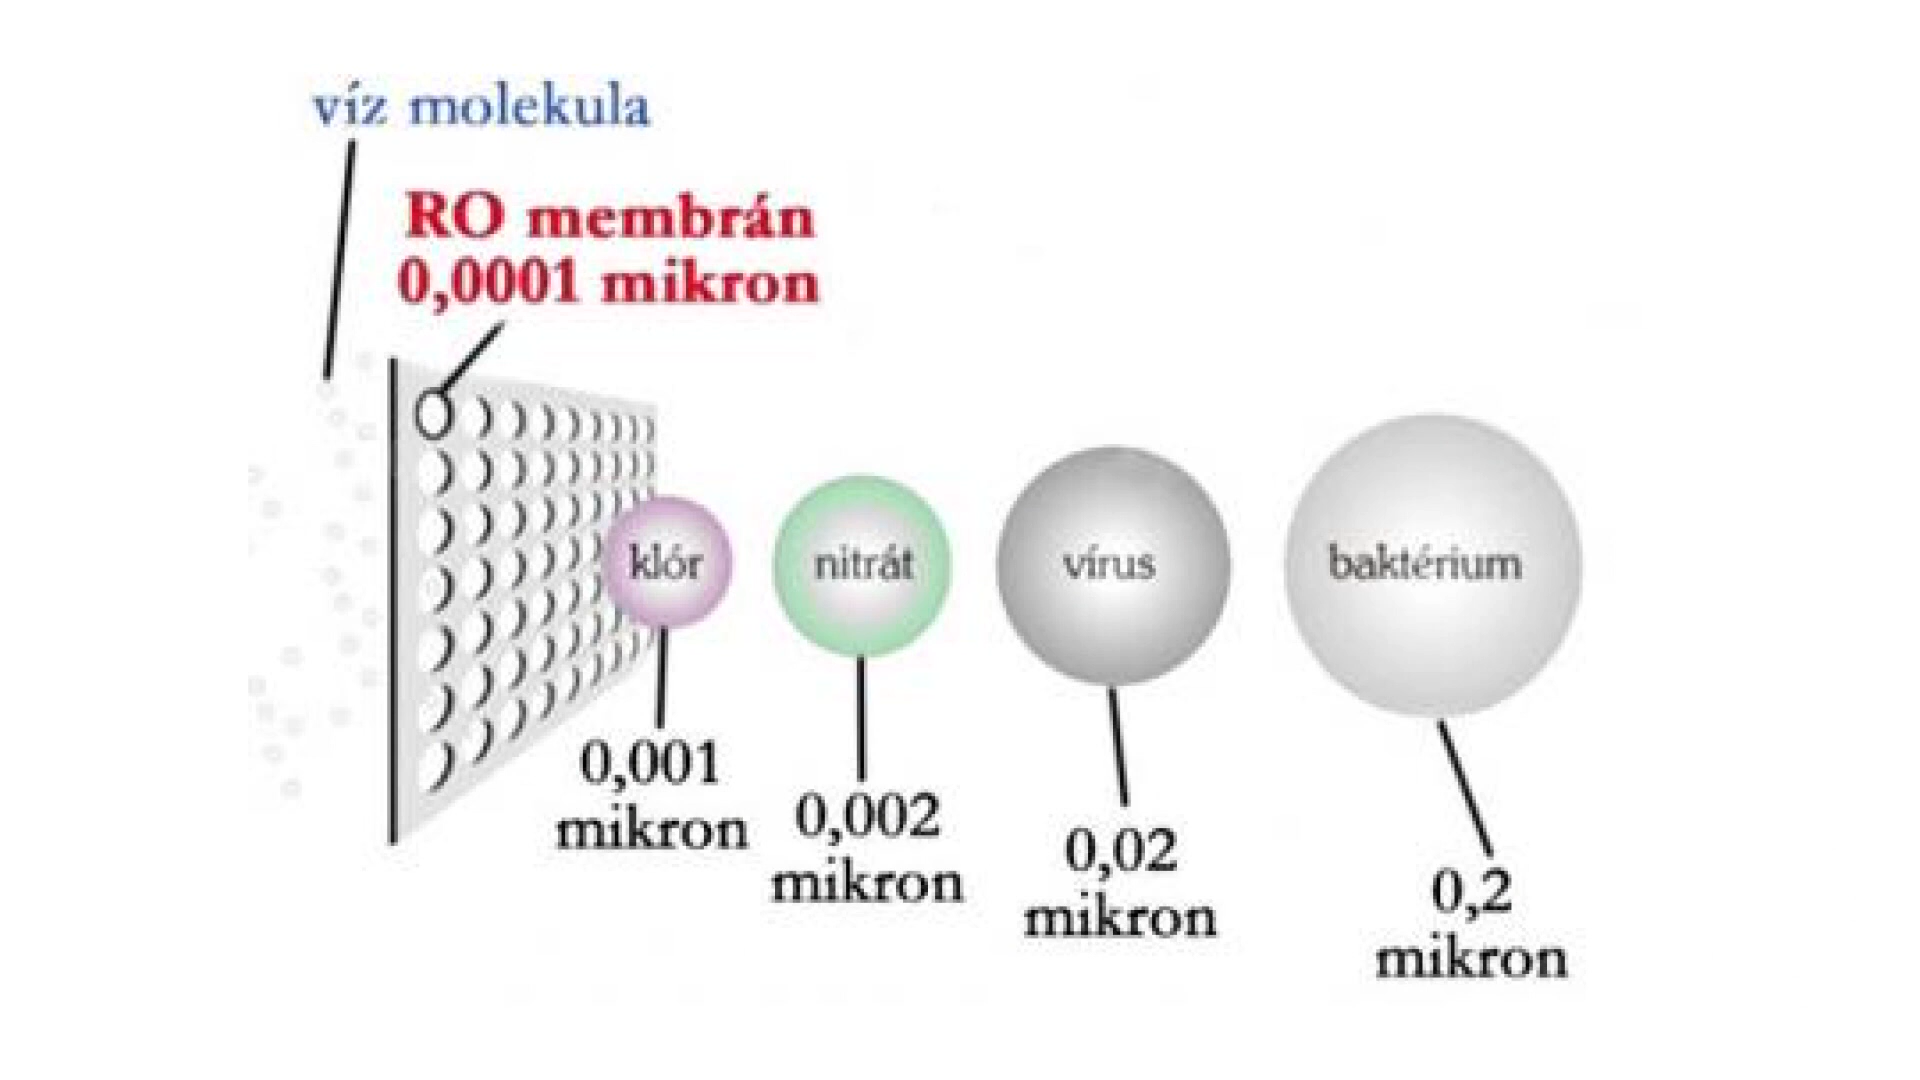 víz molekula
RO membrán
0,0001 mikron
klór
nitrát
vírus
baktérium
0,001
mikron
0,002
mikron
0,02
mikron
0,2
mikron